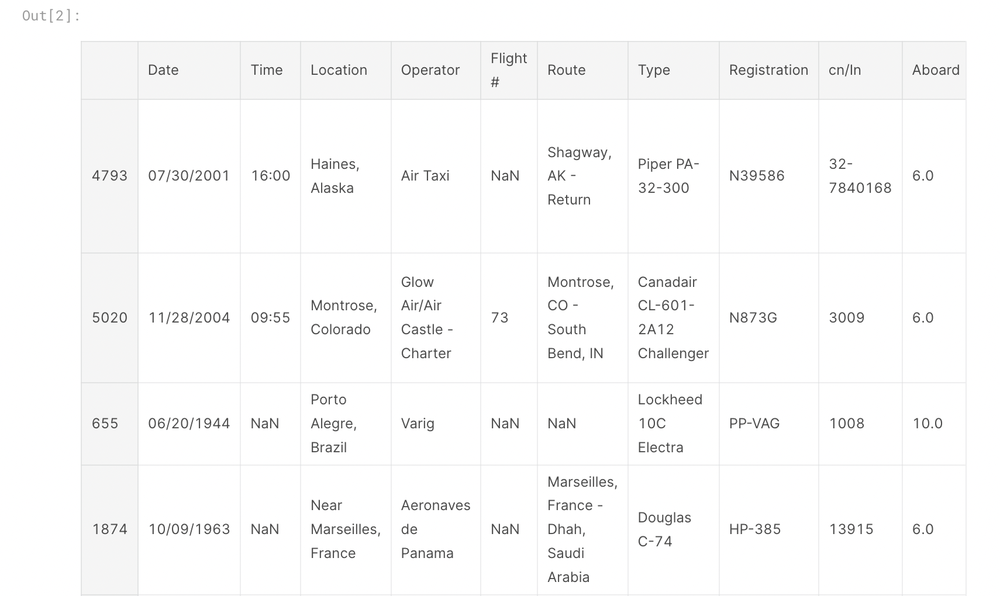 Out[2]:
Date Time Location Operator Flight # Route Type Registration cn/In Aboard
4793 07/30/2001 16:00 Haines, Alaska Air Taxi NaN Shagway, AK - Return Piper PA-32-300 N39586 32-7840168 6.0
5020 11/28/2004 09:55 Montrose, Colorado Glow Air/Air Castle - Charter 73 Montrose, CO - South Bend, IN Canadair CL-601-2A12 Challenger N873G 3009 6.0
655 06/20/1944 NaN Porto Alegre, Brazil Varig NaN NaN Lockheed 10C Electra PP-VAG 1008 10.0
1874 10/09/1963 NaN Near Marseilles, France Aeronaves de Panama NaN Marseilles, France - Dhah, Saudi Arabia Douglas C-74 HP-385 13915 6.0